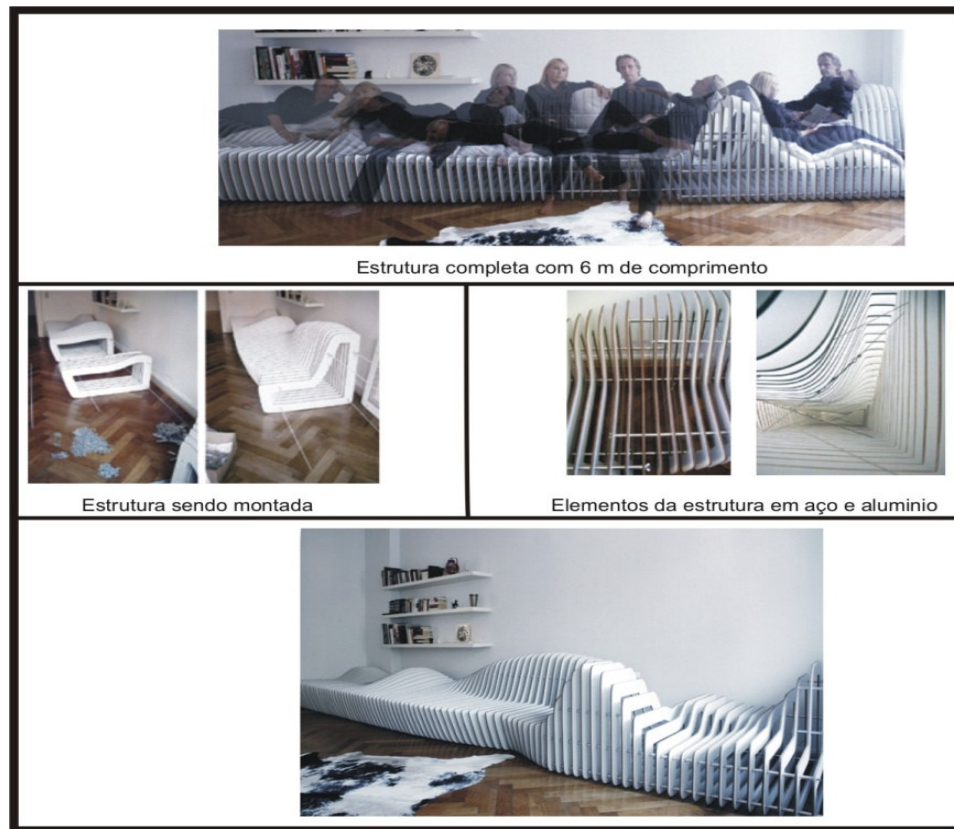 Estrutura completa com 6 m de comprimento
Estrutura sendo montada
Elementos da estrutura em aço e aluminio